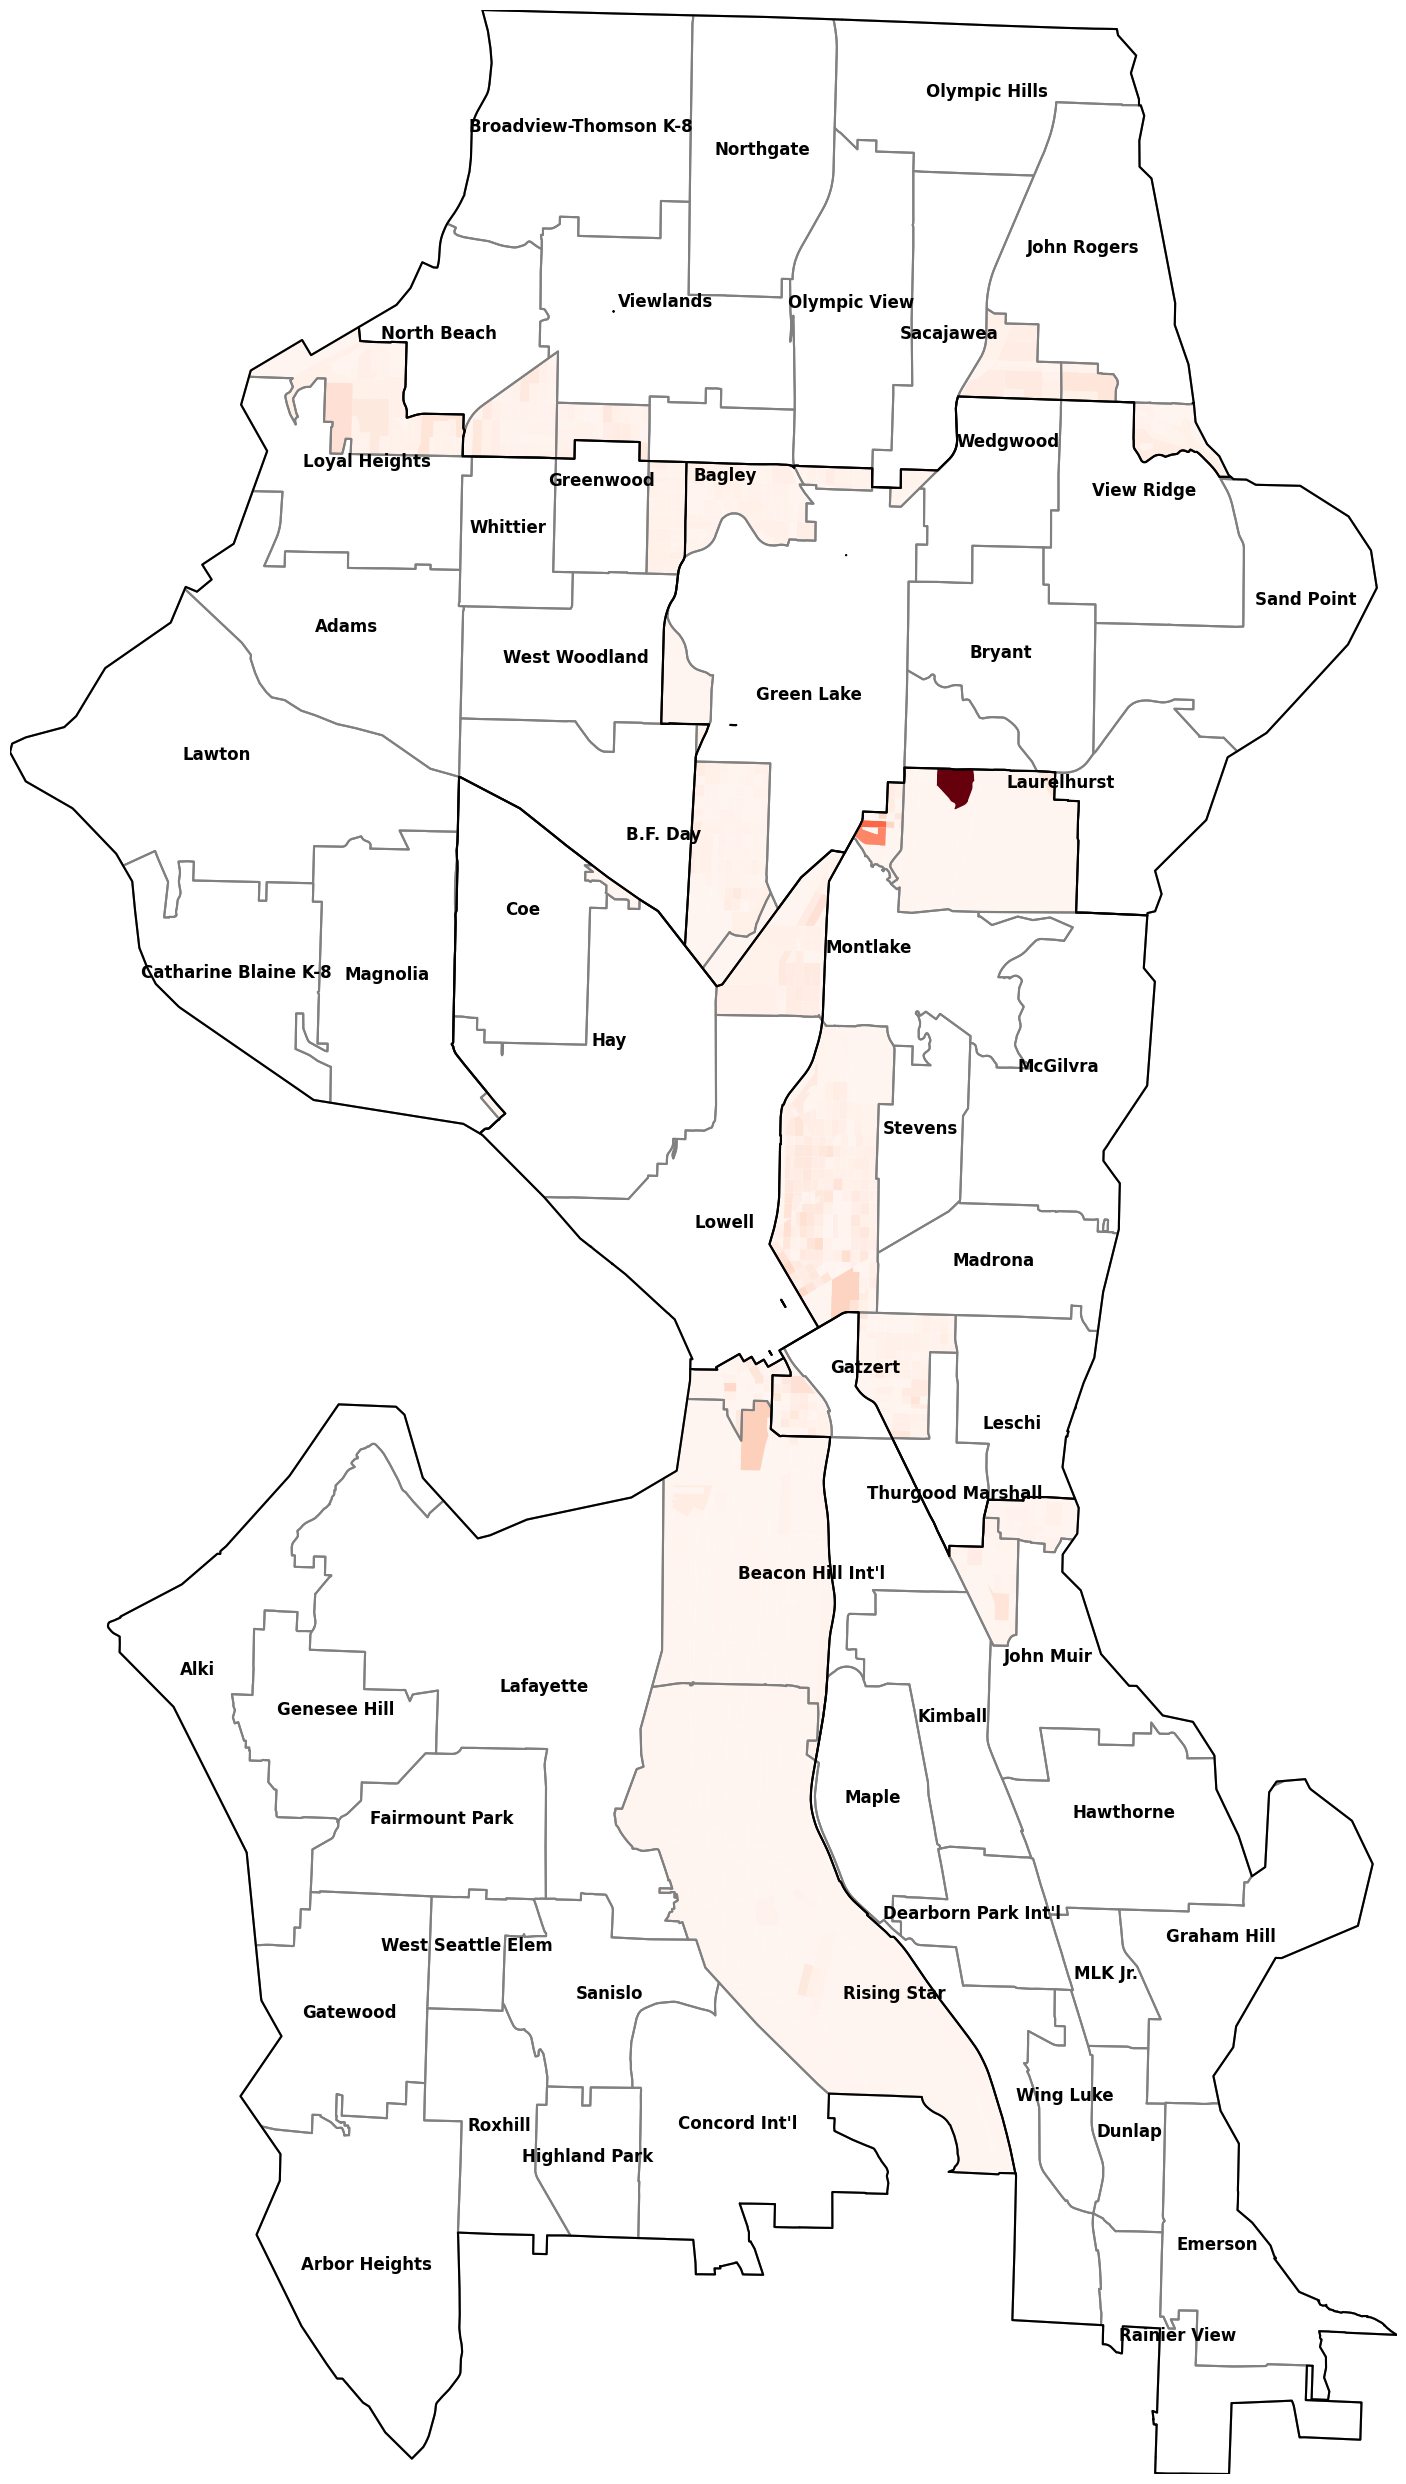 Olympic Hills
Broadview-Thomson K-8
Northgate
John Rogers
Viewlands
Olympic View
North Beach
Sacajawea
Wedgwood
Loyal Heights
Bagley
Greenwood
View Ridge
Whittier
Sand Point
Adams
Bryant
West Woodland
Green Lake
Lawton
Laurelhurst
B.F. Day
Coe
Montlake
Catharine Blaine K-8
Magnolia
Hay
McGilvra
Stevens
Lowell
Madrona
Gatzert
Leschi
Thurgood Marshall
Beacon Hill Int'l
John Muir
Alki
Lafayette
Genesee Hill
Kimball
Maple
Hawthorne
Fairmount Park
Dearborn Park Int'l
Graham Hill
West Seattle Elem
MLK Jr.
Sanislo
Rising Star
Gatewood
Wing Luke
Concord Int'l
Roxhill
Dunlap
Highland Park
Emerson
Arbor Heights
Rainier View